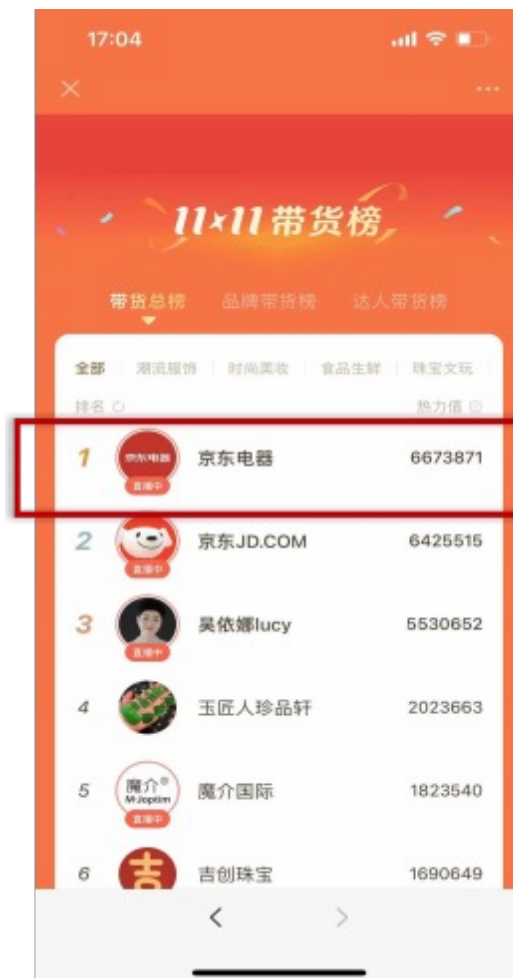 17:04
11×11带货榜
带货总榜 品牌带货榜 达人带货榜
全部 潮流服饰 时尚美妆 食品生鲜 珠宝文玩
排名 热力值
1 京东电器 京东电器 6673871
直播中
2 京东JD.COM 6425515
直播中
3 吴依娜lucy 5530652
直播中
4 玉匠人珍品轩 2023663
5 魔介® M·Joptim 魔介国际 1823540
直播中
6 吉 吉创珠宝 1690649